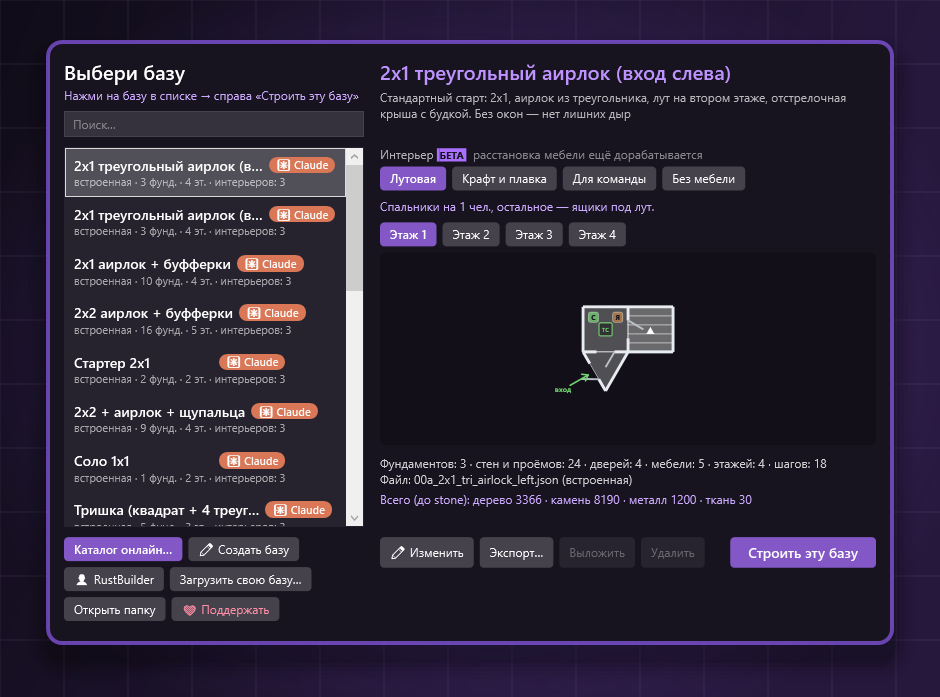 Выбери базу
Нажми на базу в списке → справа «Строить эту базу»
Поиск...
2x1 треугольный аирлок (в... Claude
встроенная · 3 фунд. · 4 эт. · интерьеров: 3
2x1 треугольный аирлок (в... Claude
встроенная · 3 фунд. · 4 эт. · интерьеров: 3
2x1 аирлок + буфферки Claude
встроенная · 10 фунд. · 4 эт. · интерьеров: 3
2x2 аирлок + буфферки Claude
встроенная · 16 фунд. · 5 эт. · интерьеров: 3
Стартер 2x1 Claude
встроенная · 2 фунд. · 2 эт. · интерьеров: 3
2x2 + аирлок + щупальца Claude
встроенная · 9 фунд. · 4 эт. · интерьеров: 3
Соло 1x1 Claude
встроенная · 1 фунд. · 2 эт. · интерьеров: 3
Тришка (квадрат + 4 треуг... Claude
Каталог онлайн...
Создать базу
RustBuilder
Загрузить свою базу...
Открыть папку
Поддержать
2x1 треугольный аирлок (вход слева)
Стандартный старт: 2x1, аирлок из треугольника, лут на втором этаже, отстрелочная
крыша с будкой. Без окон — нет лишних дыр
Интерьер БЕТА расстановка мебели ещё дорабатывается
Лутовая
Крафт и плавка
Для команды
Без мебели
Спальники на 1 чел., остальное — ящики под лут.
Этаж 1
Этаж 2
Этаж 3
Этаж 4
С
Я
TC
вход
Фундаментов: 3 · стен и проёмов: 24 · дверей: 4 · мебели: 5 · этажей: 4 · шагов: 18
Файл: 00a_2x1_tri_airlock_left.json (встроенная)
Всего (до stone): дерево 3366 · камень 8190 · металл 1200 · ткань 30
Изменить
Экспорт...
Выложить
Удалить
Строить эту базу